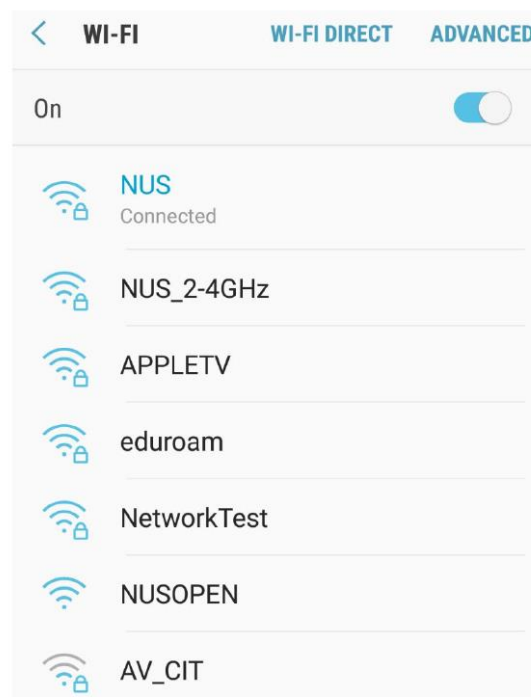 WI-FI WI-FI DIRECT ADVANCED
On
NUS
Connected
NUS_2-4GHz
APPLETV
eduroam
NetworkTest
NUSOPEN
AV_CIT